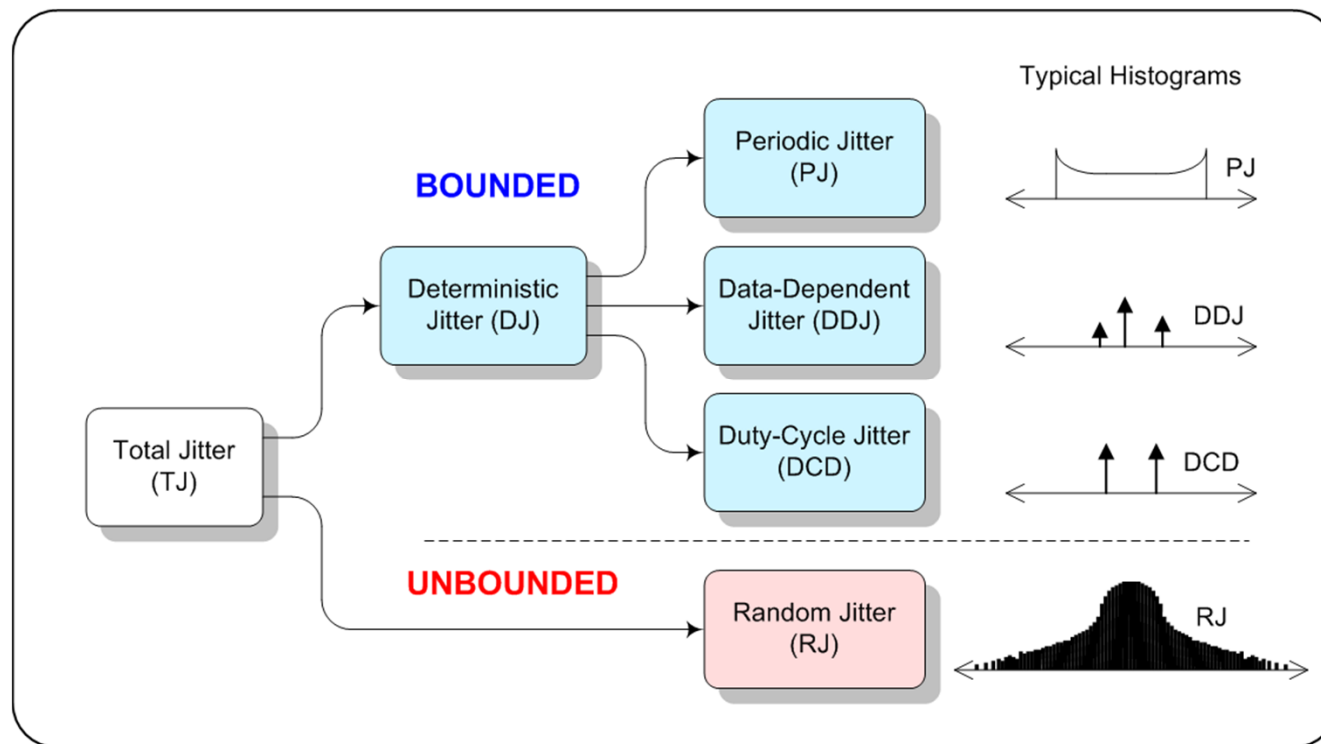 Typical Histograms
Periodic Jitter
(PJ)
PJ
BOUNDED
Deterministic
Jitter (DJ)
Data-Dependent
Jitter (DDJ)
DDJ
Total Jitter
(TJ)
Duty-Cycle Jitter
(DCD)
DCD
UNBOUNDED
Random Jitter
(RJ)
RJ